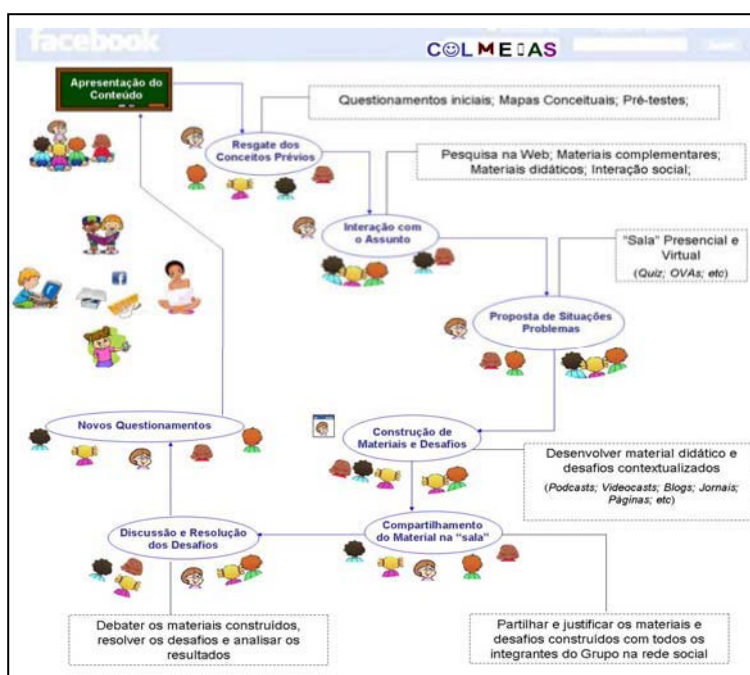 facebook
COLMEIAS
Apresentação do
Conteúdo
Questionamentos iniciais; Mapas Conceituais; Pré-testes;
Resgate dos
Conceitos Prévios
Pesquisa na Web; Materiais complementares;
Materiais didáticos; Interação social;
Interação com
o Assunto
"Sala" Presencial e
Virtual
(Quiz; OVAs; etc)
Proposta de Situações
Problemas
Novos Questionamentos
Construção de
Materiais e Desafios
Desenvolver material didático e
desafios contextualizados
(Podcasts; Videocasts; Blogs; Jornais;
Páginas; etc)
Discussão e Resolução
dos Desafios
Compartilhamento
do Material na "sala"
Debater os materiais construídos,
resolver os desafios e analisar os
resultados
Partilhar e justificar os materiais e
desafios construídos com todos os
integrantes do Grupo na rede social